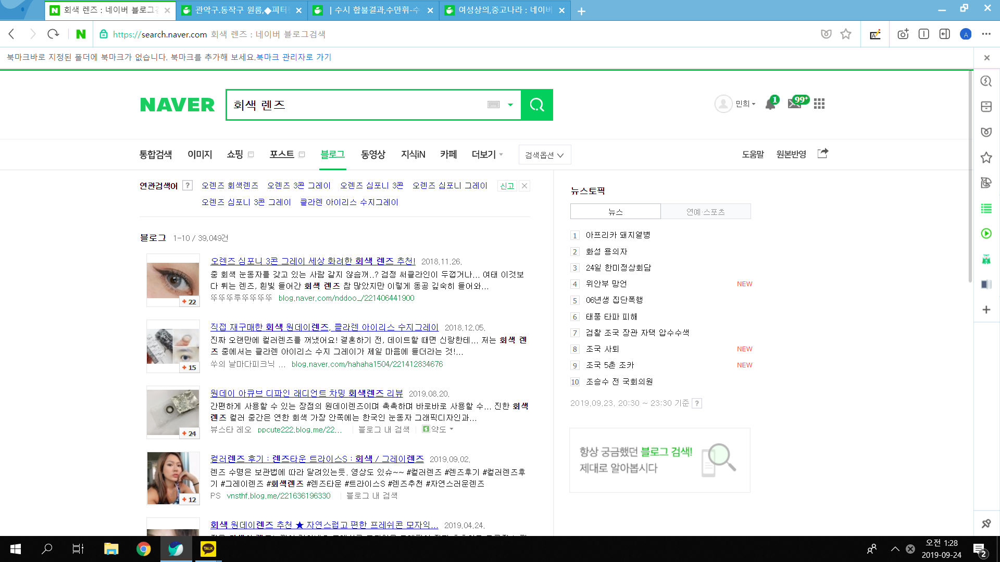 회색 렌즈 : 네이버 블로그검
관악구.동작구 원룸,◆피터
| 수시 합불결과,수만휘-수
여성상의,중고나라 : 네이버
https://search.naver.com 회색 렌즈 : 네이버 블로그검색
북마크바로 지정된 폴더에 북마크가 없습니다. 북마크를 추가해 보세요.북마크 관리자로 가기
NAVER
회색 렌즈
민희
1
99+
통합검색 이미지 쇼핑 포스트 블로그 동영상 지식iN 카페 더보기 검색옵션 도움말 원본반영
연관검색어 ? 오렌즈 회색렌즈 오렌즈 3콘 그레이 오렌즈 심포니 3콘 오렌즈 심포니 그레이 신고
오렌즈 심포니 3콘 그레이 클라렌 아이리스 수지그레이
블로그 1-10 / 39,049건
오렌즈 심포니 3콘 그레이 세상 화려한 회색 렌즈 추천! 2018.11.26.
중 회색 눈동자를 갖고 있는 사람 같지 않슴꺼..? 검정 써클라인이 두껍거나... 여태 이것보
다 튀는 렌즈, 흰빛 들어간 회색 렌즈 참 많았지만 이렇게 동공 깊숙히 들어와...
뚜뚜뚜루뚜뚜뚜뚜 blog.naver.com/nddoo_/221406441900
+ 22
직접 재구매한 회색 원데이렌즈, 클라렌 아이리스 수지그레이 2018.12.05.
진짜 오랜만에 컬러렌즈를 꺼냈어요! 결혼하기 전, 데이트할 때면 신랑한테... 저는 회색 렌
즈 중에서는 클라렌 아이리스 수지 그레이가 제일 마음에 들더라는 것!...
쑤의 날마다피크닉 ... blog.naver.com/hahaha1504/221412834676
+ 15
원데이 아큐브 디파인 래디언트 차밍 회색렌즈 리뷰 2019.08.20.
간편하게 사용할 수 있는 장점의 원데이렌즈이며 촉촉하며 바로바로 사용할 수... 진한 회색
렌즈 컬러 중간은 연한 회색 가장 안쪽에는 한국인 눈동자 그래픽디자인과...
뷰스타 레오 ppcute222.blog.me/22... 블로그 내 검색 약도
+ 24
컬러렌즈 후기 : 렌즈타운 트라이스S : 회색 / 그레이렌즈 2019.09.02.
렌즈 수명은 보관법에 따라 달려있는듯. 영상도 있슈~~ #컬러렌즈 #렌즈후기 #컬러렌즈후
기 #그레이렌즈 #회색렌즈 #렌즈타운 #트라이스S #렌즈추천 #자연스러운렌즈
PS vnsthf.blog.me/221636196330 블로그 내 검색
+ 12
회색 원데이렌즈 추천 ★ 자연스럽고 편한 프레쉬콘 모자익... 2019.04.24.
뉴스토픽
뉴스 연예·스포츠
1 아프리카 돼지열병
2 화성 용의자
3 24일 한미정상회담
4 위안부 망언 NEW
5 06년생 집단폭행
6 태풍 타파 피해
7 검찰 조국 장관 자택 압수수색
8 조국 사퇴 NEW
9 조국 5촌 조카 NEW
10 조승수 전 국회의원
2019.09.23. 20:30 ~ 23:30 기준 ?
항상 궁금했던 블로그 검색!
제대로 알아봅시다
TALK
오전 1:28
2019-09-24
2